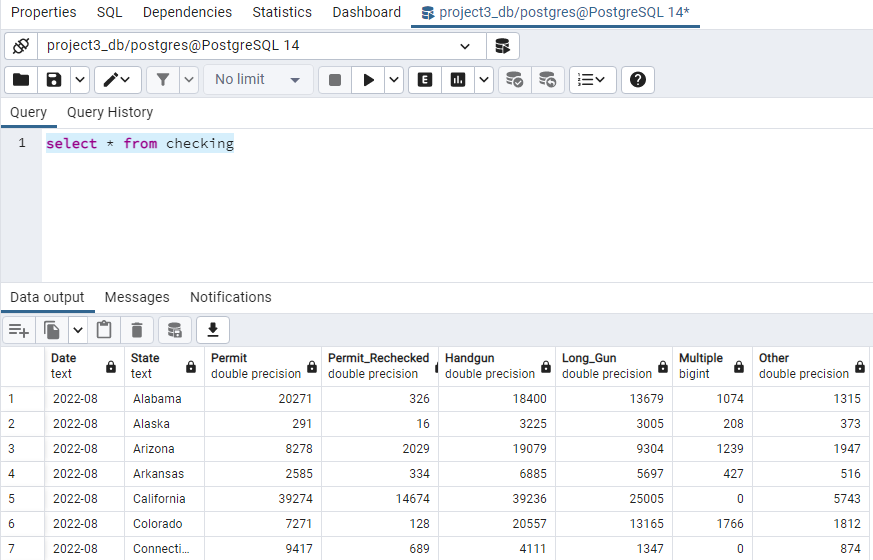 Properties SQL Dependencies Statistics Dashboard project3_db/postgres@PostgreSQL 14*
project3_db/postgres@PostgreSQL 14
No limit E
Query Query History
1 select * from checking
Data output Messages Notifications
Date State Permit Permit_Rechecked Handgun Long_Gun Multiple Other
text text double precision double precision double precision double precision bigint double precision
1 2022-08 Alabama 20271 326 18400 13679 1074 1315
2 2022-08 Alaska 291 16 3225 3005 208 373
3 2022-08 Arizona 8278 2029 19079 9304 1239 1947
4 2022-08 Arkansas 2585 334 6885 5697 427 516
5 2022-08 California 39274 14674 39236 25005 0 5743
6 2022-08 Colorado 7271 128 20557 13165 1766 1812
7 2022-08 Connecti... 9417 689 4111 1347 0 874